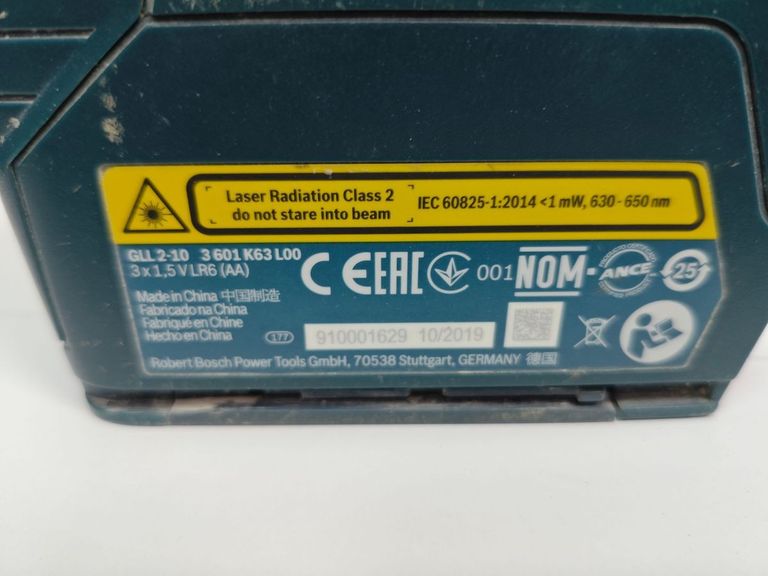 Laser Radiation Class 2
do not stare into beam
IEC 60825-1:2014 <1 mW, 630-650 nm
GLL 2-10 3 601 K63 L00
3 x 1,5 V LR6 (AA)
CE EAC 001 NOM-ANCE 25
Made in China 中国制造
Fabricado na China
Fabriqué en Chine
Hecho en China
177 910001629 10/2019
Robert Bosch Power Tools GmbH, 70538 Stuttgart, GERMANY 德国